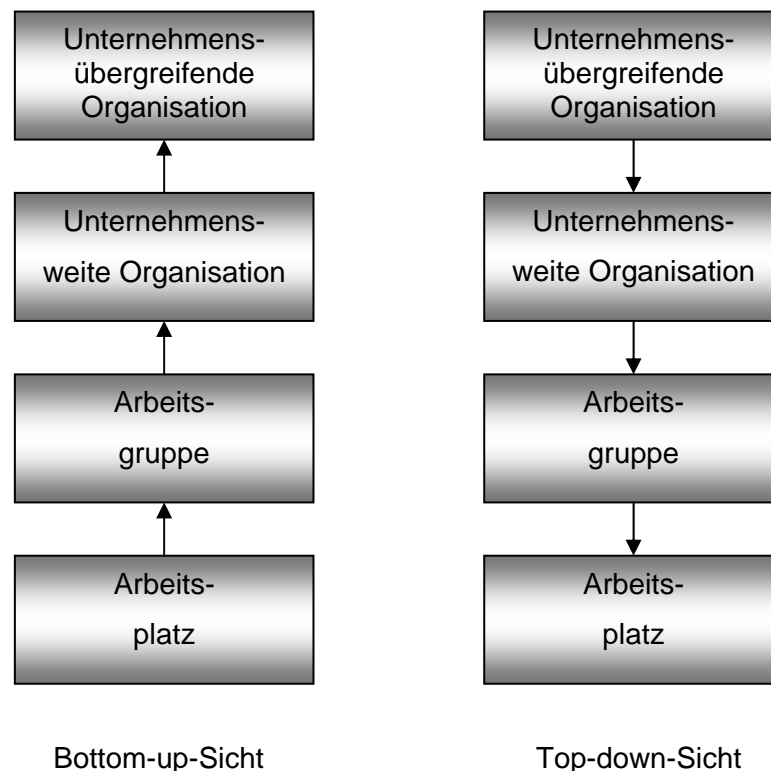 Unternehmens-
übergreifende
Organisation
Unternehmens-
weite Organisation
Arbeits-
gruppe
Arbeits-
platz
Bottom-up-Sicht
Unternehmens-
übergreifende
Organisation
Unternehmens-
weite Organisation
Arbeits-
gruppe
Arbeits-
platz
Top-down-Sicht